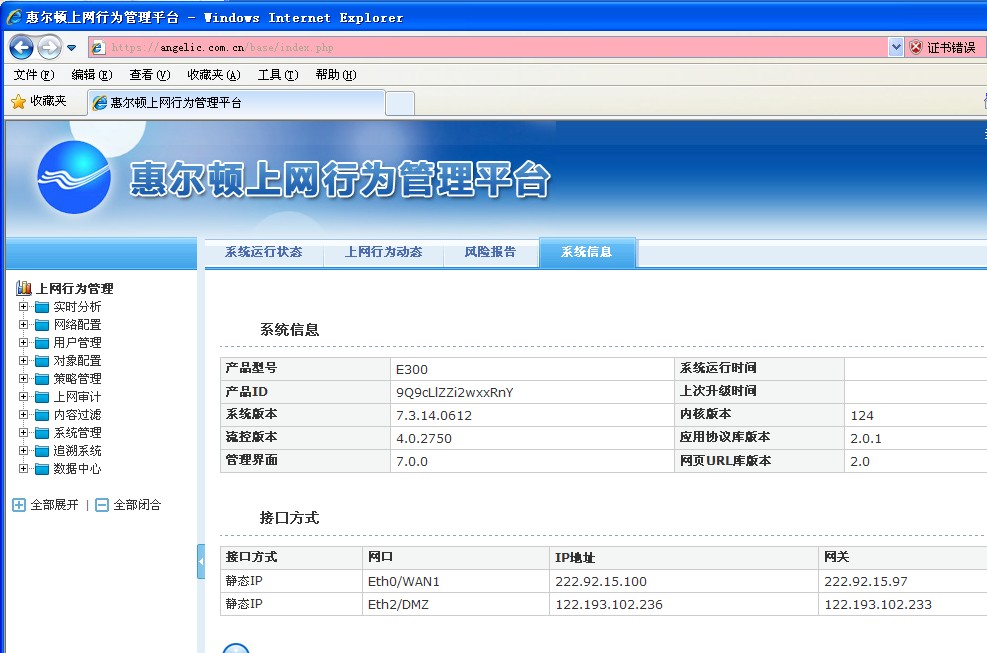 惠尔顿上网行为管理平台 - Windows Internet Explorer
https://angelic.com.cn/base/index.php 证书错误
文件(F) 编辑(E) 查看(V) 收藏夹(A) 工具(T) 帮助(H)
收藏夹 惠尔顿上网行为管理平台
惠尔顿上网行为管理平台
系统运行状态 上网行为动态 风险报告 系统信息
上网行为管理
实时分析
网络配置
用户管理
对象配置
策略管理
上网审计
内容过滤
系统管理
追溯系统
数据中心
全部展开 | 全部闭合
系统信息
产品型号 E300 系统运行时间
产品ID 9Q9cLlZZi2wxxRnY 上次升级时间
系统版本 7.3.14.0612 内核版本 124
流控版本 4.0.2750 应用协议库版本 2.0.1
管理界面 7.0.0 网页URL库版本 2.0
接口方式
接口方式 网口 IP地址 网关
静态IP Eth0/WAN1 222.92.15.100 222.92.15.97
静态IP Eth2/DMZ 122.193.102.236 122.193.102.233